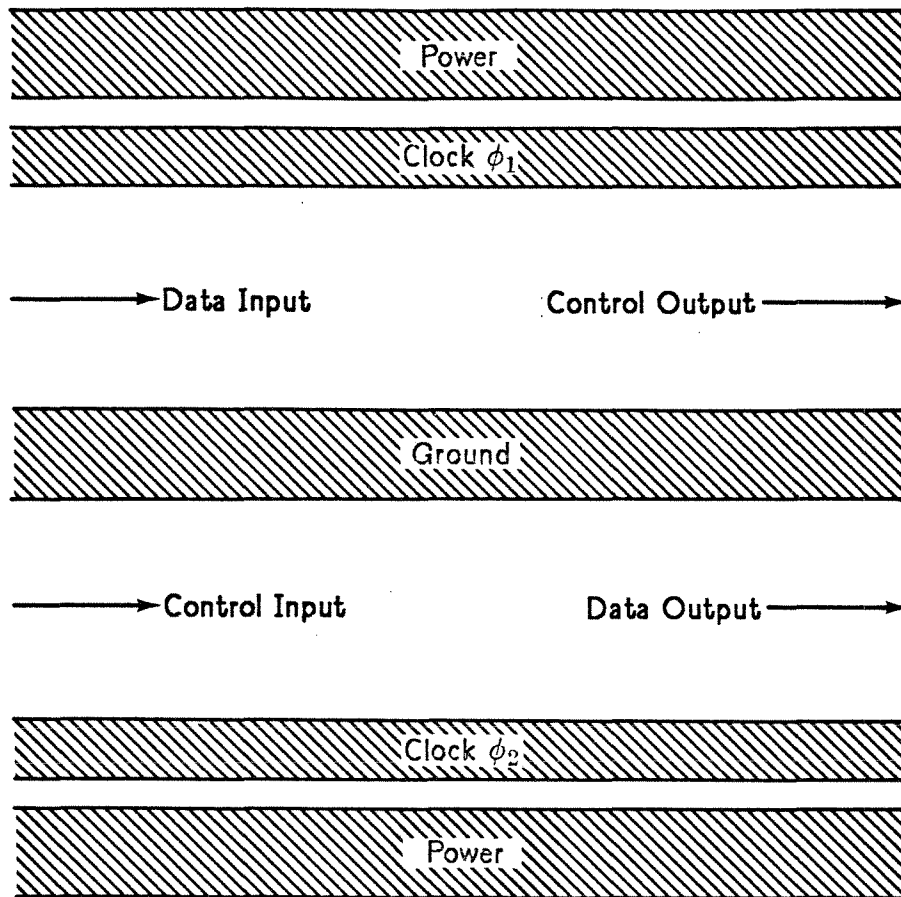 Power
Clock ϕ₁
Data Input
Control Output
Ground
Control Input
Data Output
Clock ϕ₂
Power